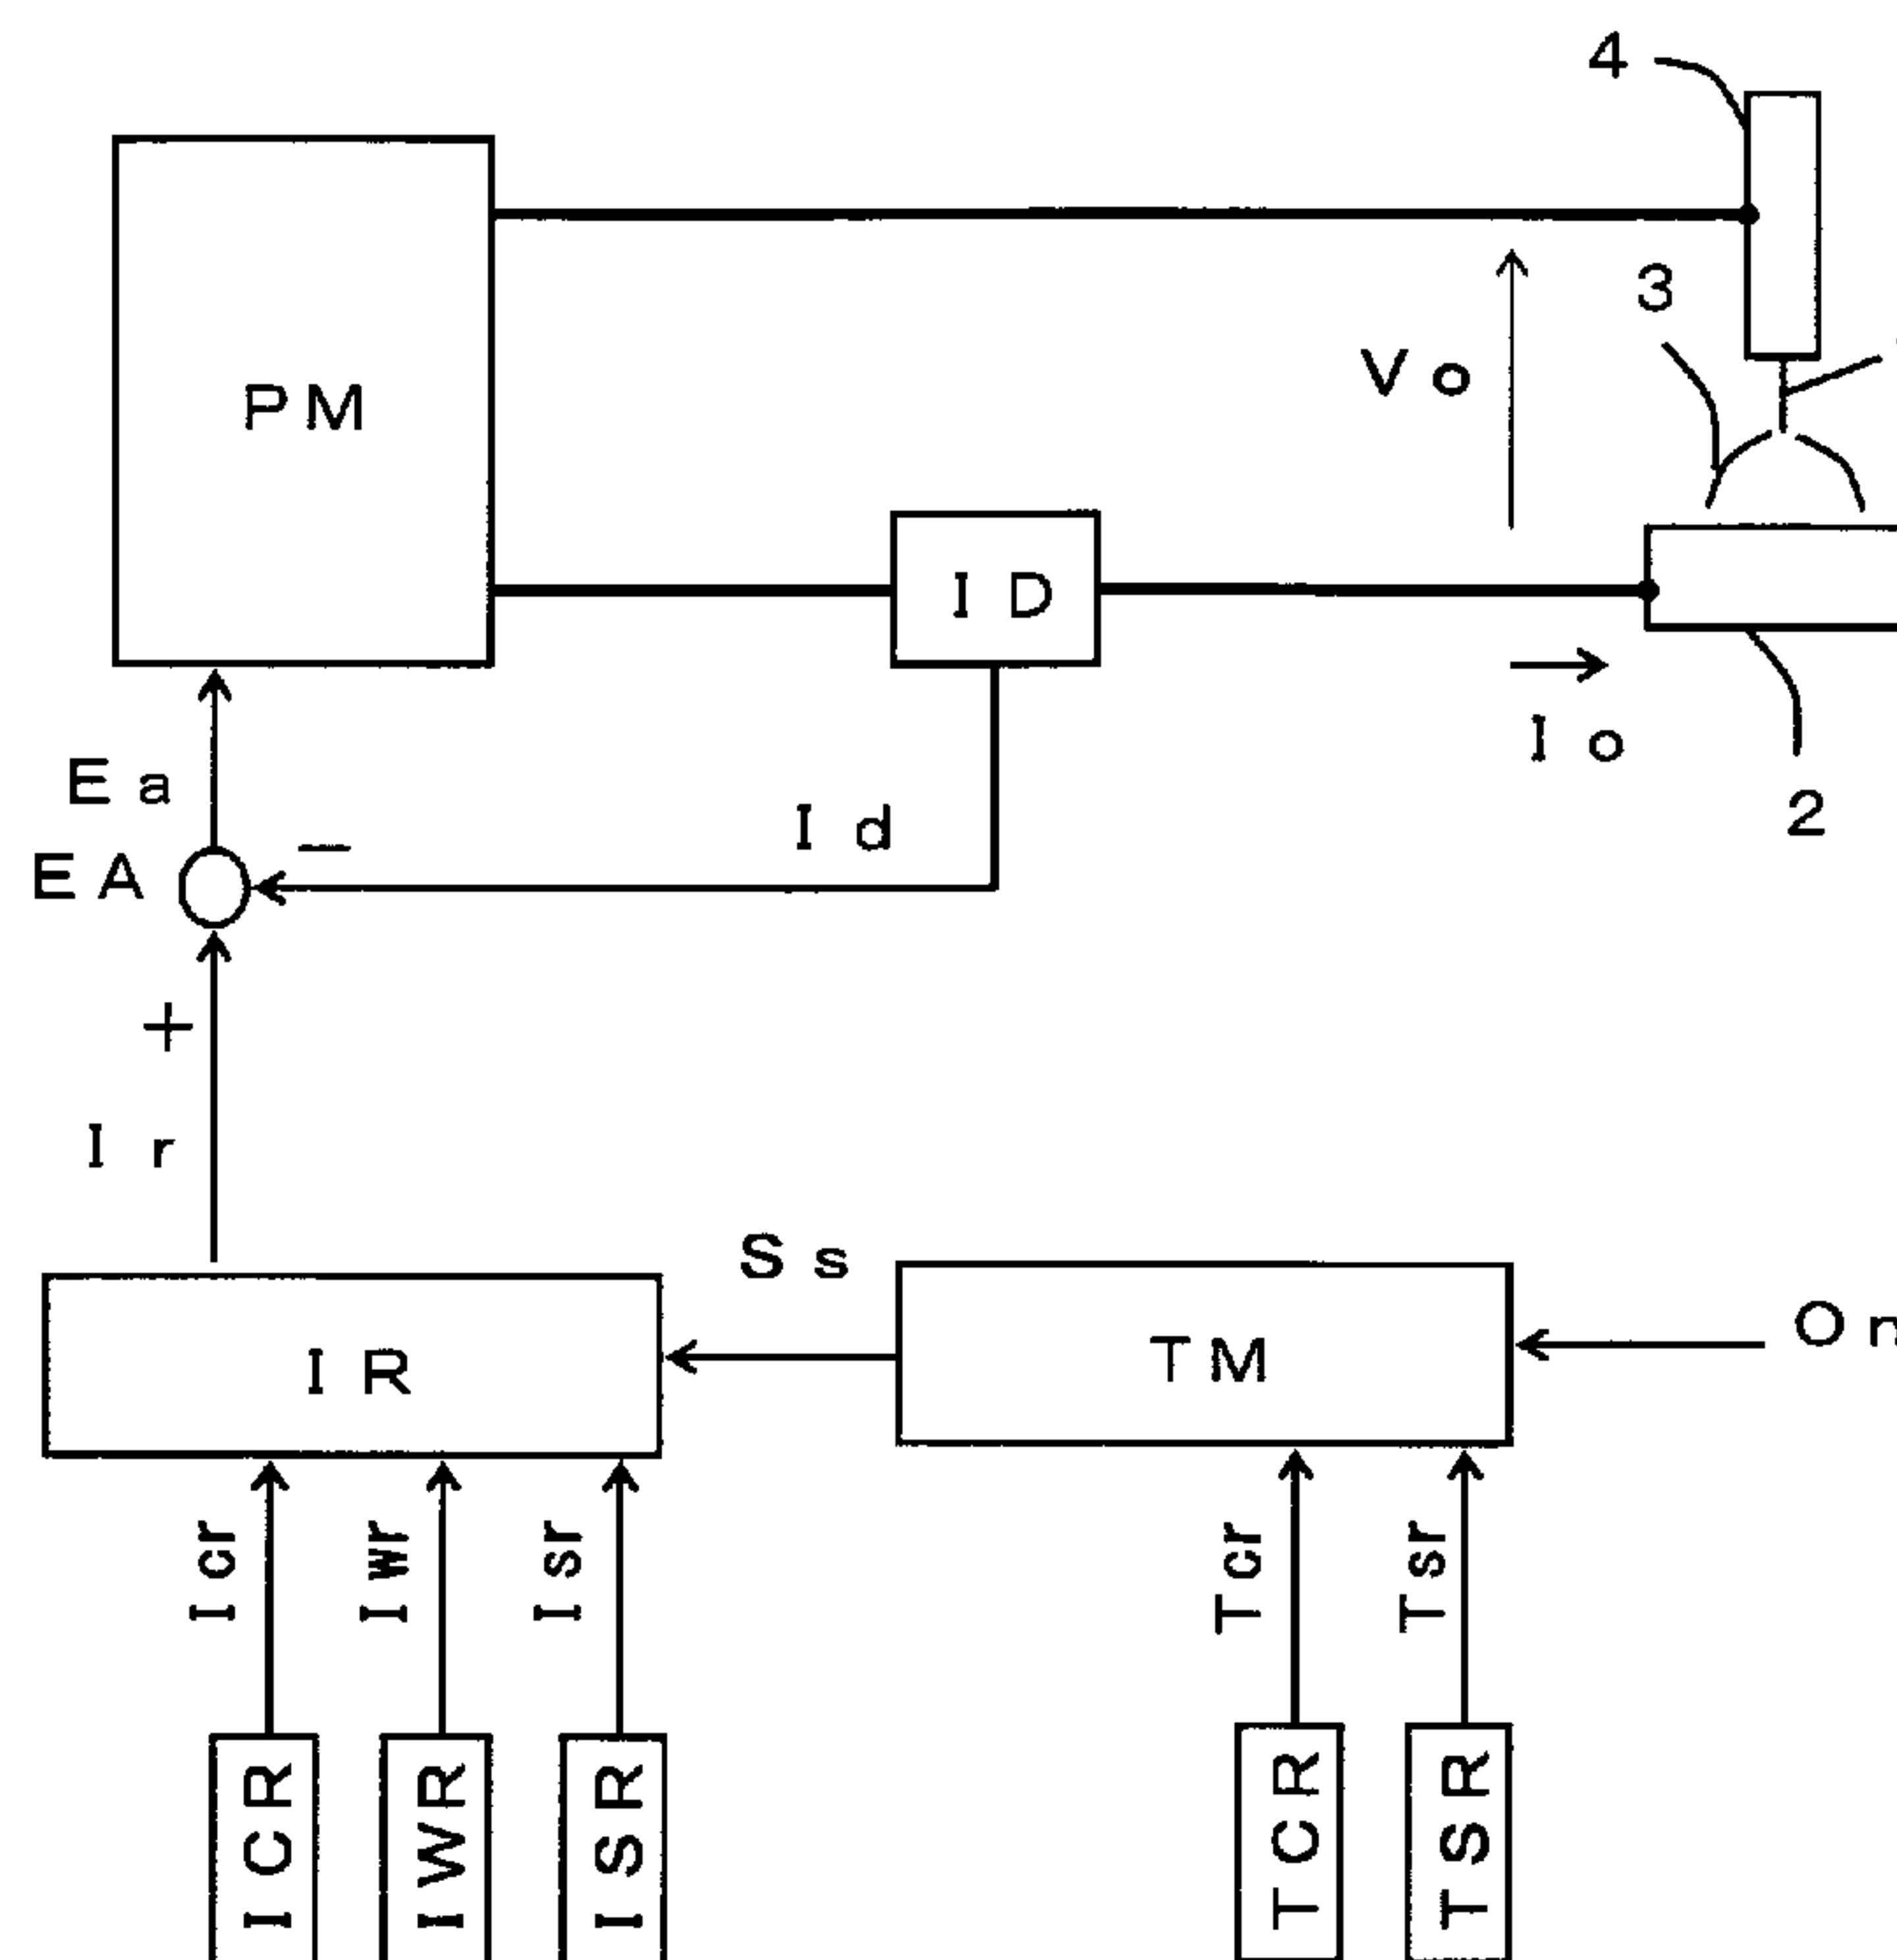 4
3
PM
Vo
ID
Io
Ea
Id
−
2
EA
+
Ir
Ss
On
IR
TM
Icr
Iwr
Isr
Tcr
Tsr
ICR
IWR
ISR
TCR
TSR